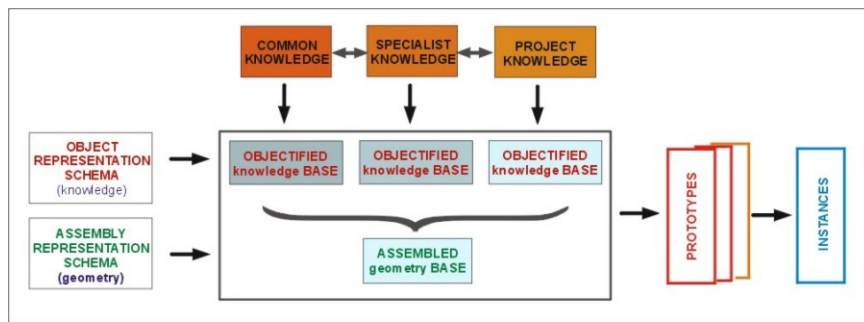 COMMON
KNOWLEDGE
SPECIALIST
KNOWLEDGE
PROJECT
KNOWLEDGE
OBJECT
REPRESENTATION
SCHEMA
(knowledge)
OBJECTIFIED
knowledge BASE
OBJECTIFIED
knowledge BASE
OBJECTIFIED
knowledge BASE
ASSEMBLY
REPRESENTATION
SCHEMA
(geometry)
ASSEMBLED
geometry BASE
PROTOTYPES
INSTANCES